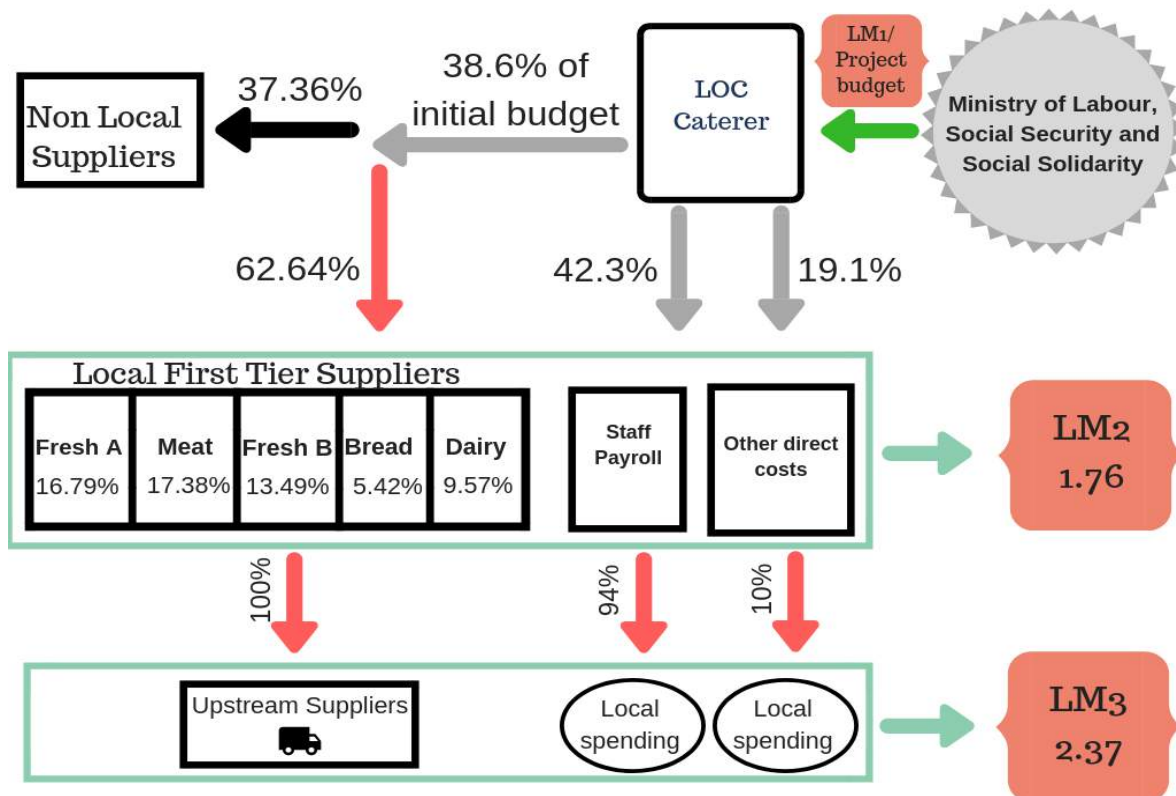 LM1/
Project
budget
38.6% of
initial budget
37.36%
Non Local
Suppliers
LOC
Caterer
Ministry of Labour,
Social Security and
Social Solidarity
62.64%
42.3%
19.1%
Local First Tier Suppliers
Fresh A
16.79%
Meat
17.38%
Fresh B
13.49%
Bread
5.42%
Dairy
9.57%
Staff
Payroll
Other direct
costs
LM2
1.76
100%
94%
10%
Upstream Suppliers
Local
spending
Local
spending
LM3
2.37